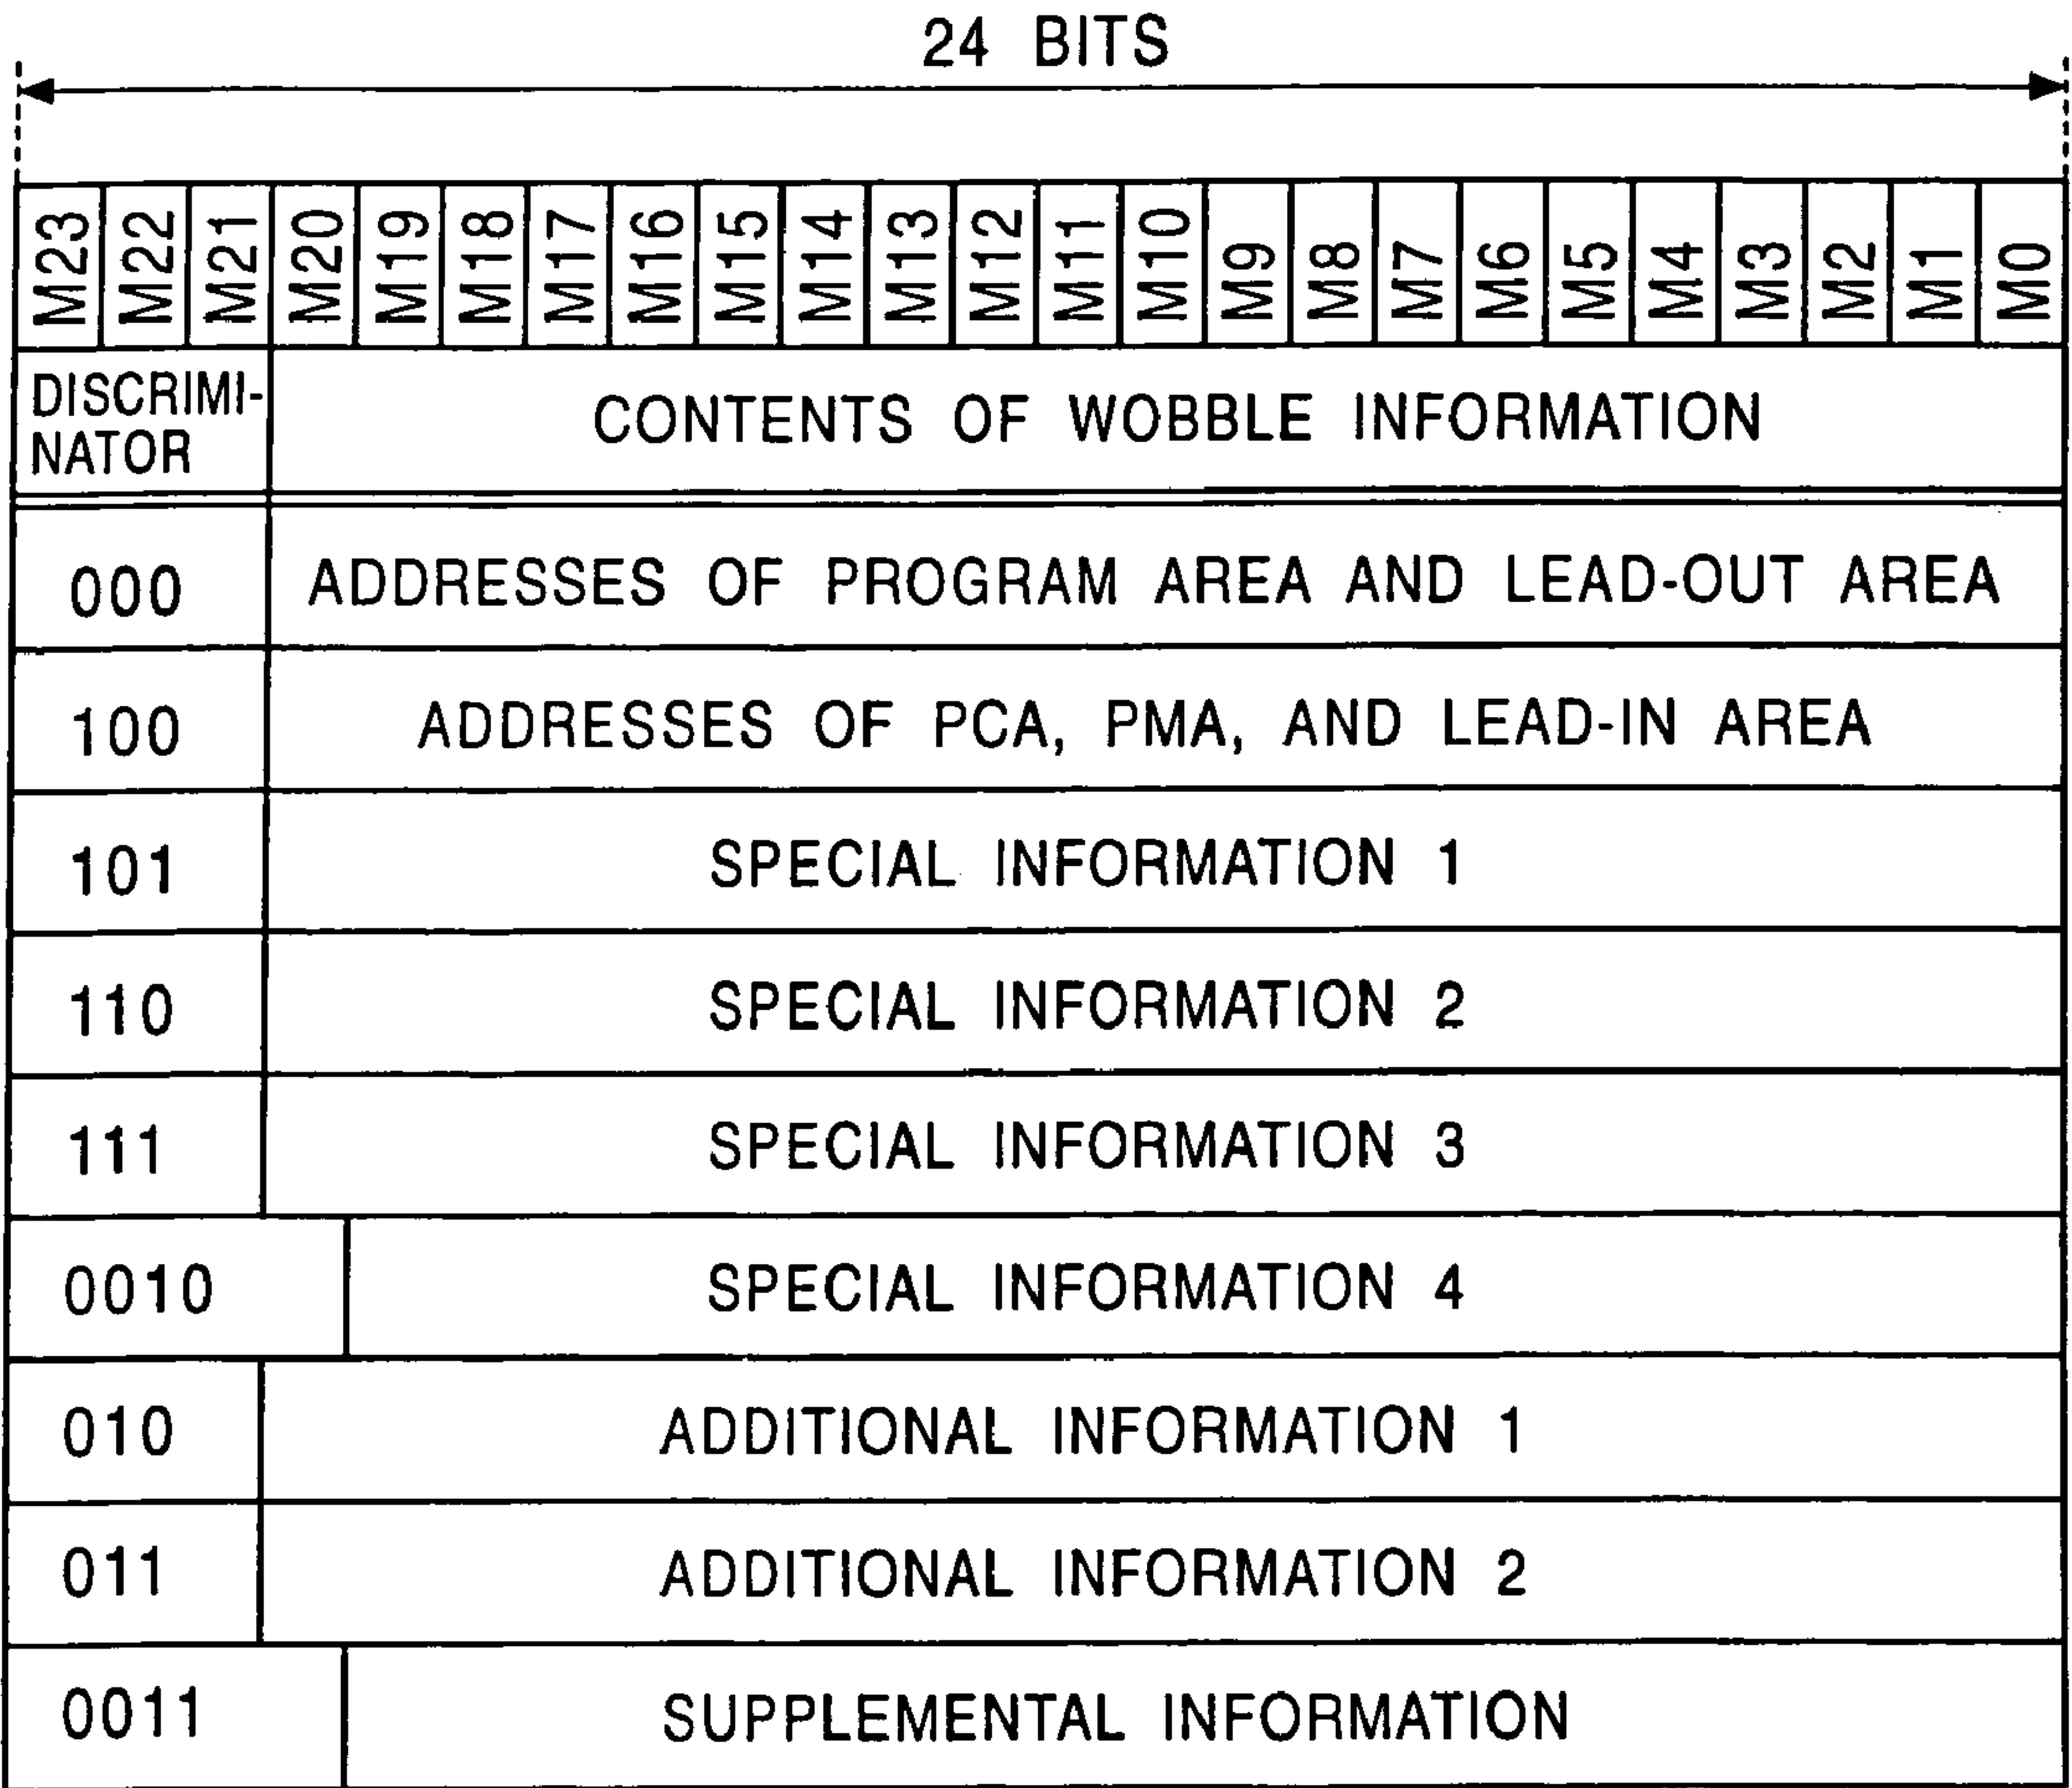 24 BITS
M23 M22 M21 M20 M19 M18 M17 M16 M15 M14 M13 M12 M11 M10 M9 M8 M7 M6 M5 M4 M3 M2 M1 M0
DISCRIMI-
NATOR
CONTENTS OF WOBBLE INFORMATION
000 ADDRESSES OF PROGRAM AREA AND LEAD-OUT AREA
100 ADDRESSES OF PCA, PMA, AND LEAD-IN AREA
101 SPECIAL INFORMATION 1
110 SPECIAL INFORMATION 2
111 SPECIAL INFORMATION 3
0010 SPECIAL INFORMATION 4
010 ADDITIONAL INFORMATION 1
011 ADDITIONAL INFORMATION 2
0011 SUPPLEMENTAL INFORMATION